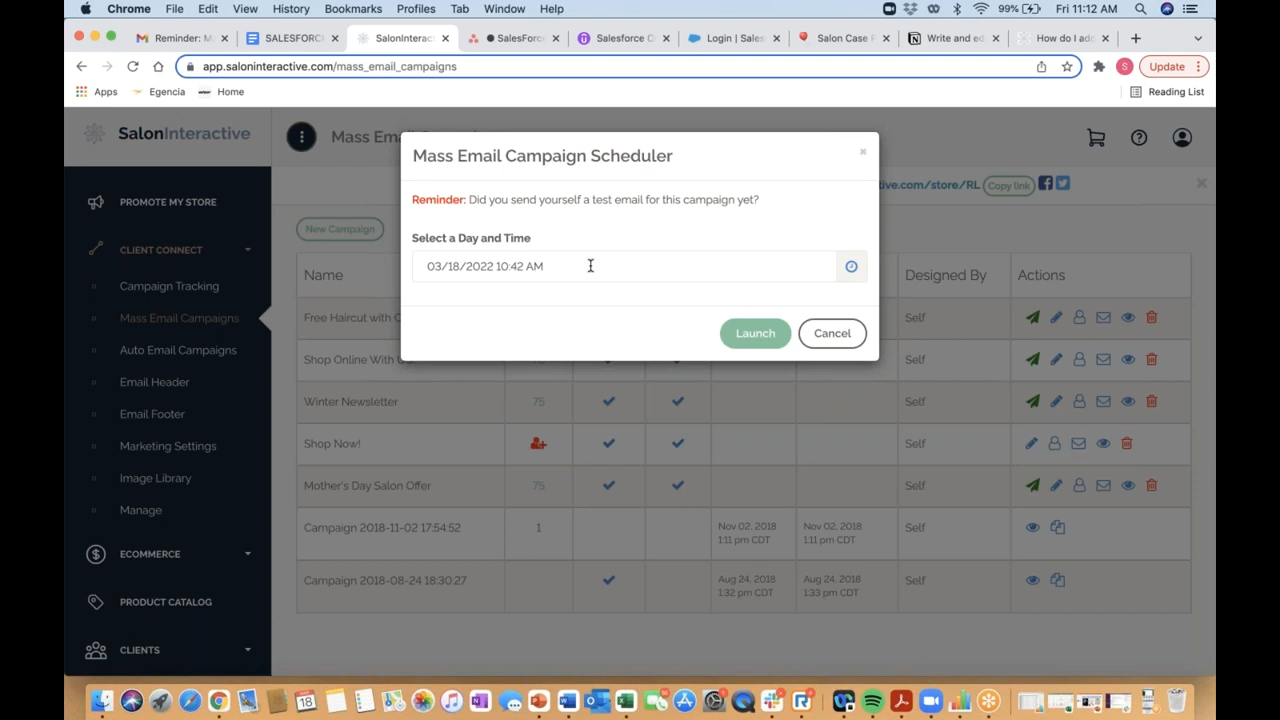 Chrome File Edit View History Bookmarks Profiles Tab Window Help 99% Fri 11:12 AM
Reminder: M SALESFORC SalonInterac SalesForc Salesforce C Login | Sales Salon Case F Write and ed How do I add
app.saloninteractive.com/mass_email_campaigns Update
Apps Egencia Home Reading List
SalonInteractive
Mass Em
Mass Email Campaign Scheduler
Reminder: Did you send yourself a test email for this campaign yet?
Select a Day and Time
03/18/2022 10:42 AM
Launch Cancel
ive.com/store/RL Copy link
New Campaign
PROMOTE MY STORE
CLIENT CONNECT
Campaign Tracking
Mass Email Campaigns
Auto Email Campaigns
Email Header
Email Footer
Marketing Settings
Image Library
Manage
ECOMMERCE
PRODUCT CATALOG
CLIENTS
Name Designed By Actions
Free Haircut with C Self
Shop Online With Self
Winter Newsletter 75 Self
Shop Now! Self
Mother's Day Salon Offer 75 Self
Campaign 2018-11-02 17:54:52 1 Nov 02, 2018 Nov 02, 2018 Self
1:11 pm CDT 1:11 pm CDT
Campaign 2018-08-24 18:30:27 Aug 24, 2018 Aug 24, 2018 Self
1:32 pm CDT 1:33 pm CDT
18